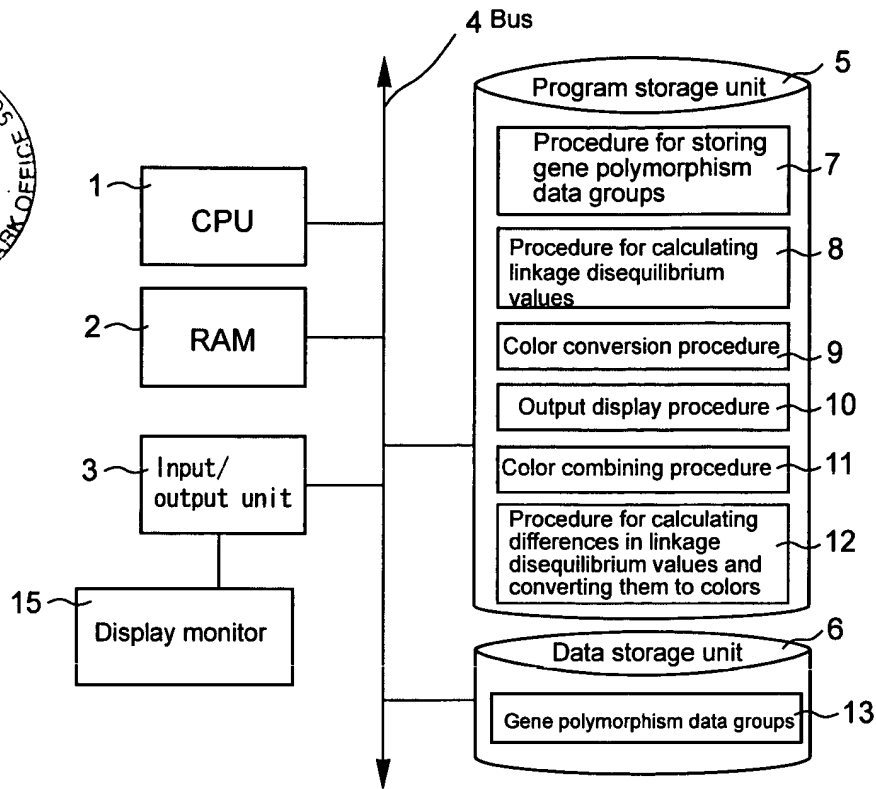 4 Bus
5
Program storage unit
Procedure for storing
gene polymorphism
data groups
7
1
CPU
Procedure for calculating
linkage disequilibrium
values
8
2
RAM
Color conversion procedure
9
Output display procedure
10
3
Input/
output unit
Color combining procedure
11
Procedure for calculating
differences in linkage
disequilibrium values and
converting them to colors
12
15
Display monitor
6
Data storage unit
Gene polymorphism data groups
13
OFFICE